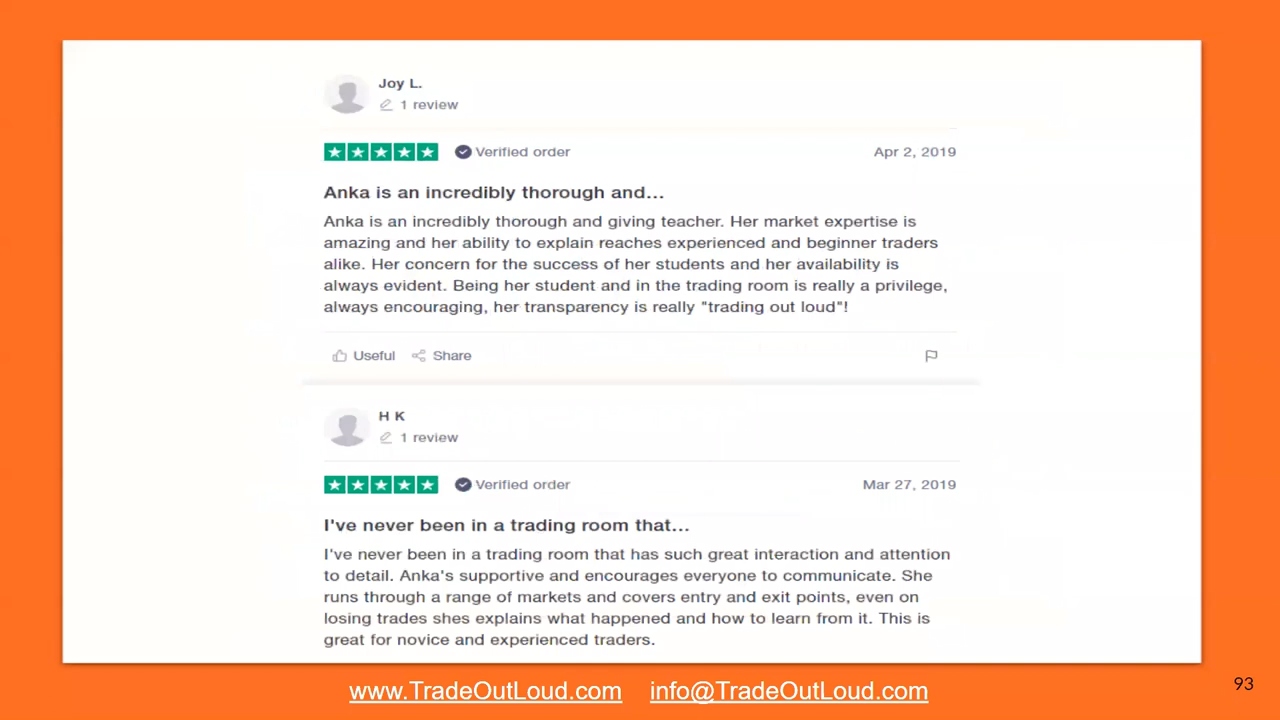 Joy L.
1 review
Verified order
Apr 2, 2019
Anka is an incredibly thorough and...
Anka is an incredibly thorough and giving teacher. Her market expertise is
amazing and her ability to explain reaches experienced and beginner traders
alike. Her concern for the success of her students and her availability is
always evident. Being her student and in the trading room is really a privilege,
always encouraging, her transparency is really "trading out loud"!
Useful Share
H K
1 review
Verified order
Mar 27, 2019
I've never been in a trading room that...
I've never been in a trading room that has such great interaction and attention
to detail. Anka's supportive and encourages everyone to communicate. She
runs through a range of markets and covers entry and exit points, even on
losing trades shes explains what happened and how to learn from it. This is
great for novice and experienced traders.
www.TradeOutLoud.com info@TradeOutLoud.com
93